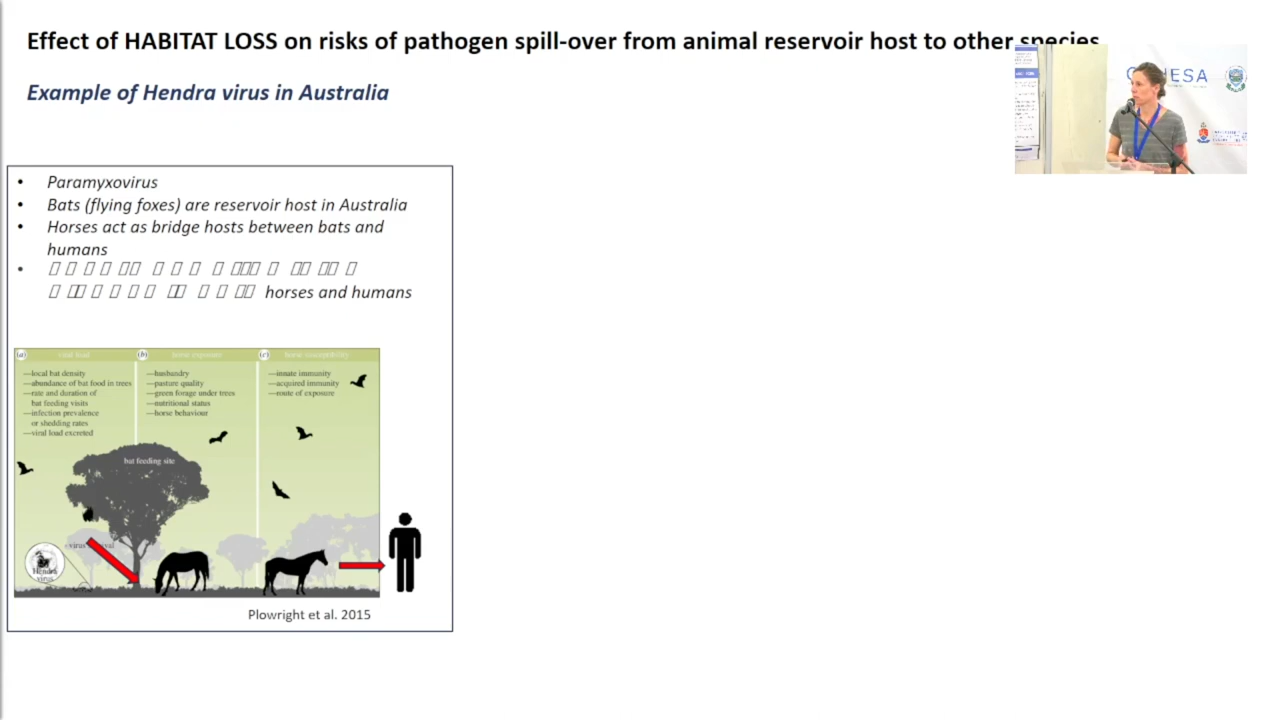 Effect of HABITAT LOSS on risks of pathogen spill-over from animal reservoir host to other species
Example of Hendra virus in Australia
• Paramyxovirus
• Bats (flying foxes) are reservoir host in Australia
• Horses act as bridge hosts between bats and
humans
horses and humans
(a) viral load
—local bat density
—abundance of bat food in trees
—rate and duration of
bat feeding visits
—infection prevalence
or shedding rates
—viral load excreted
(b) horse exposure
—husbandry
—pasture quality
—green forage under trees
—nutritional status
—horse behaviour
(c) horse susceptibility
—innate immunity
—acquired immunity
—route of exposure
bat feeding site
Hendra
virus
Plowright et al. 2015